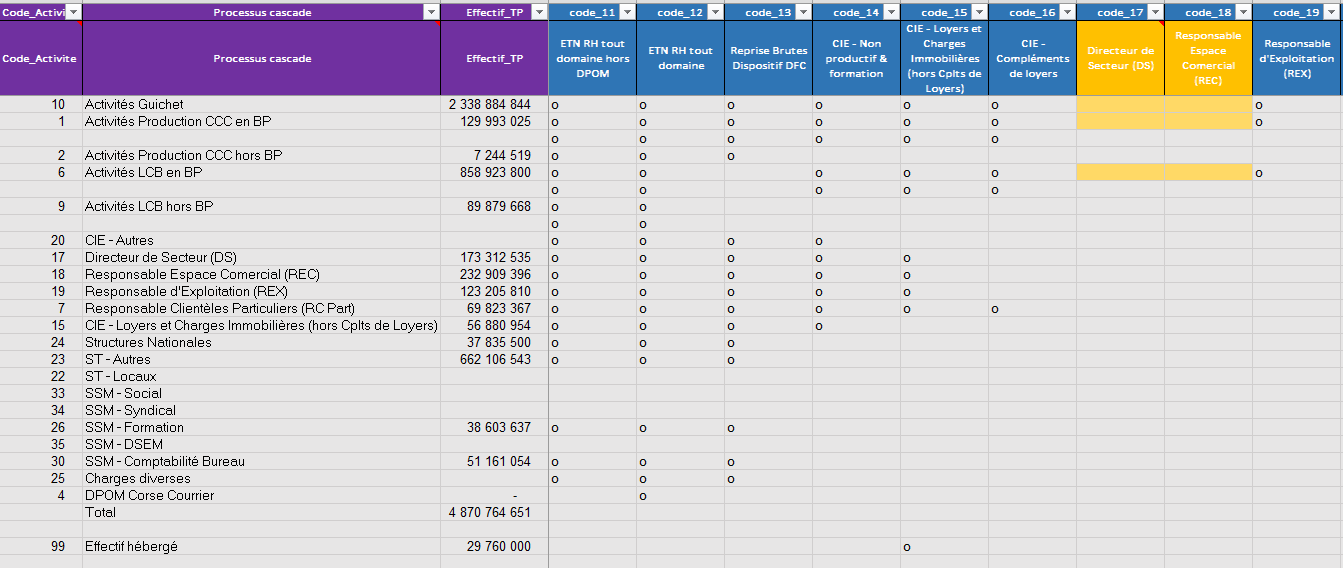 Code_Activi Processus cascade Effectif_TP code_11 code_12 code_13 code_14 code_15 code_16 code_17 code_18 code_19
Code_Activite Processus cascade Effectif_TP ETN RH tout domaine hors DPOM ETN RH tout domaine Reprise Brutes Dispositif DFC CIE - Non productif & formation CIE - Loyers et Charges Immobilières (hors Cplts de Loyers) CIE - Compléments de loyers Directeur de Secteur (DS) Responsable Espace Comercial (REC) Responsable d'Exploitation (REX)
10 Activités Guichet 2 338 884 844 o o o o o o o
1 Activités Production CCC en BP 129 993 025 o o o o o o o
o o o o o o
2 Activités Production CCC hors BP 7 244 519 o o o
6 Activités LCB en BP 858 923 800 o o o o o o
o o o o o
9 Activités LCB hors BP 89 879 668 o o
o o
20 CIE - Autres o o o o
17 Directeur de Secteur (DS) 173 312 535 o o o o o
18 Responsable Espace Comercial (REC) 232 909 396 o o o o o
19 Responsable d'Exploitation (REX) 123 205 810 o o o o o
7 Responsable Clientèles Particuliers (RC Part) 69 823 367 o o o o o o
15 CIE - Loyers et Charges Immobilières (hors Cplts de Loyers) 56 880 954 o o o o
24 Structures Nationales 37 835 500 o o o
23 ST - Autres 662 106 543 o o o
22 ST - Locaux
33 SSM - Social
34 SSM - Syndical
26 SSM - Formation 38 603 637 o o o
35 SSM - DSEM
30 SSM - Comptabilité Bureau 51 161 054 o o o
25 Charges diverses o o o
4 DPOM Corse Courrier - o
Total 4 870 764 651
99 Effectif hébergé 29 760 000 o